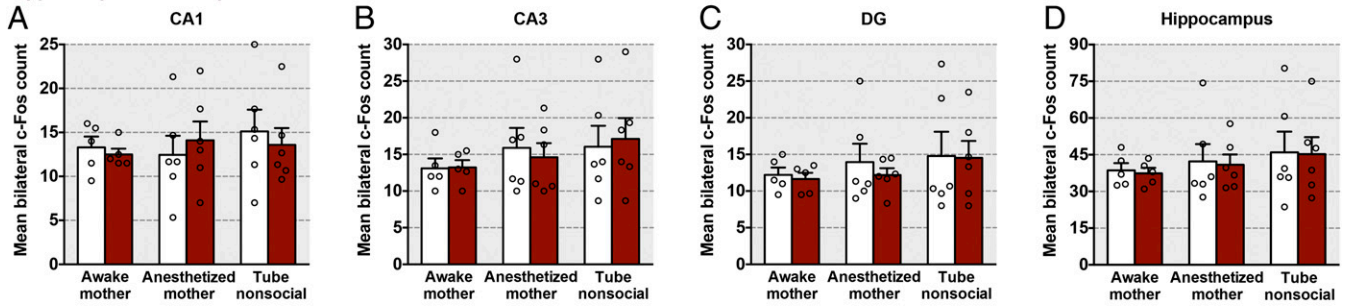 A
CA1
Mean bilateral c-Fos count
25
20
15
10
5
0
Awake
mother
Anesthetized
mother
Tube
nonsocial
B
CA3
Mean bilateral c-Fos count
30
25
20
15
10
5
0
Awake
mother
Anesthetized
mother
Tube
nonsocial
C
DG
Mean bilateral c-Fos count
30
25
20
15
10
5
0
Awake
mother
Anesthetized
mother
Tube
nonsocial
D
Hippocampus
Mean bilateral c-Fos count
90
75
60
45
30
15
0
Awake
mother
Anesthetized
mother
Tube
nonsocial